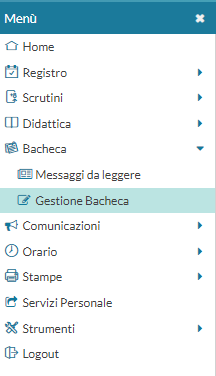 Menù
Home
Registro
Scrutini
Didattica
Bacheca
Messaggi da leggere
Gestione Bacheca
Comunicazioni
Orario
Stampe
Servizi Personale
Strumenti
Logout